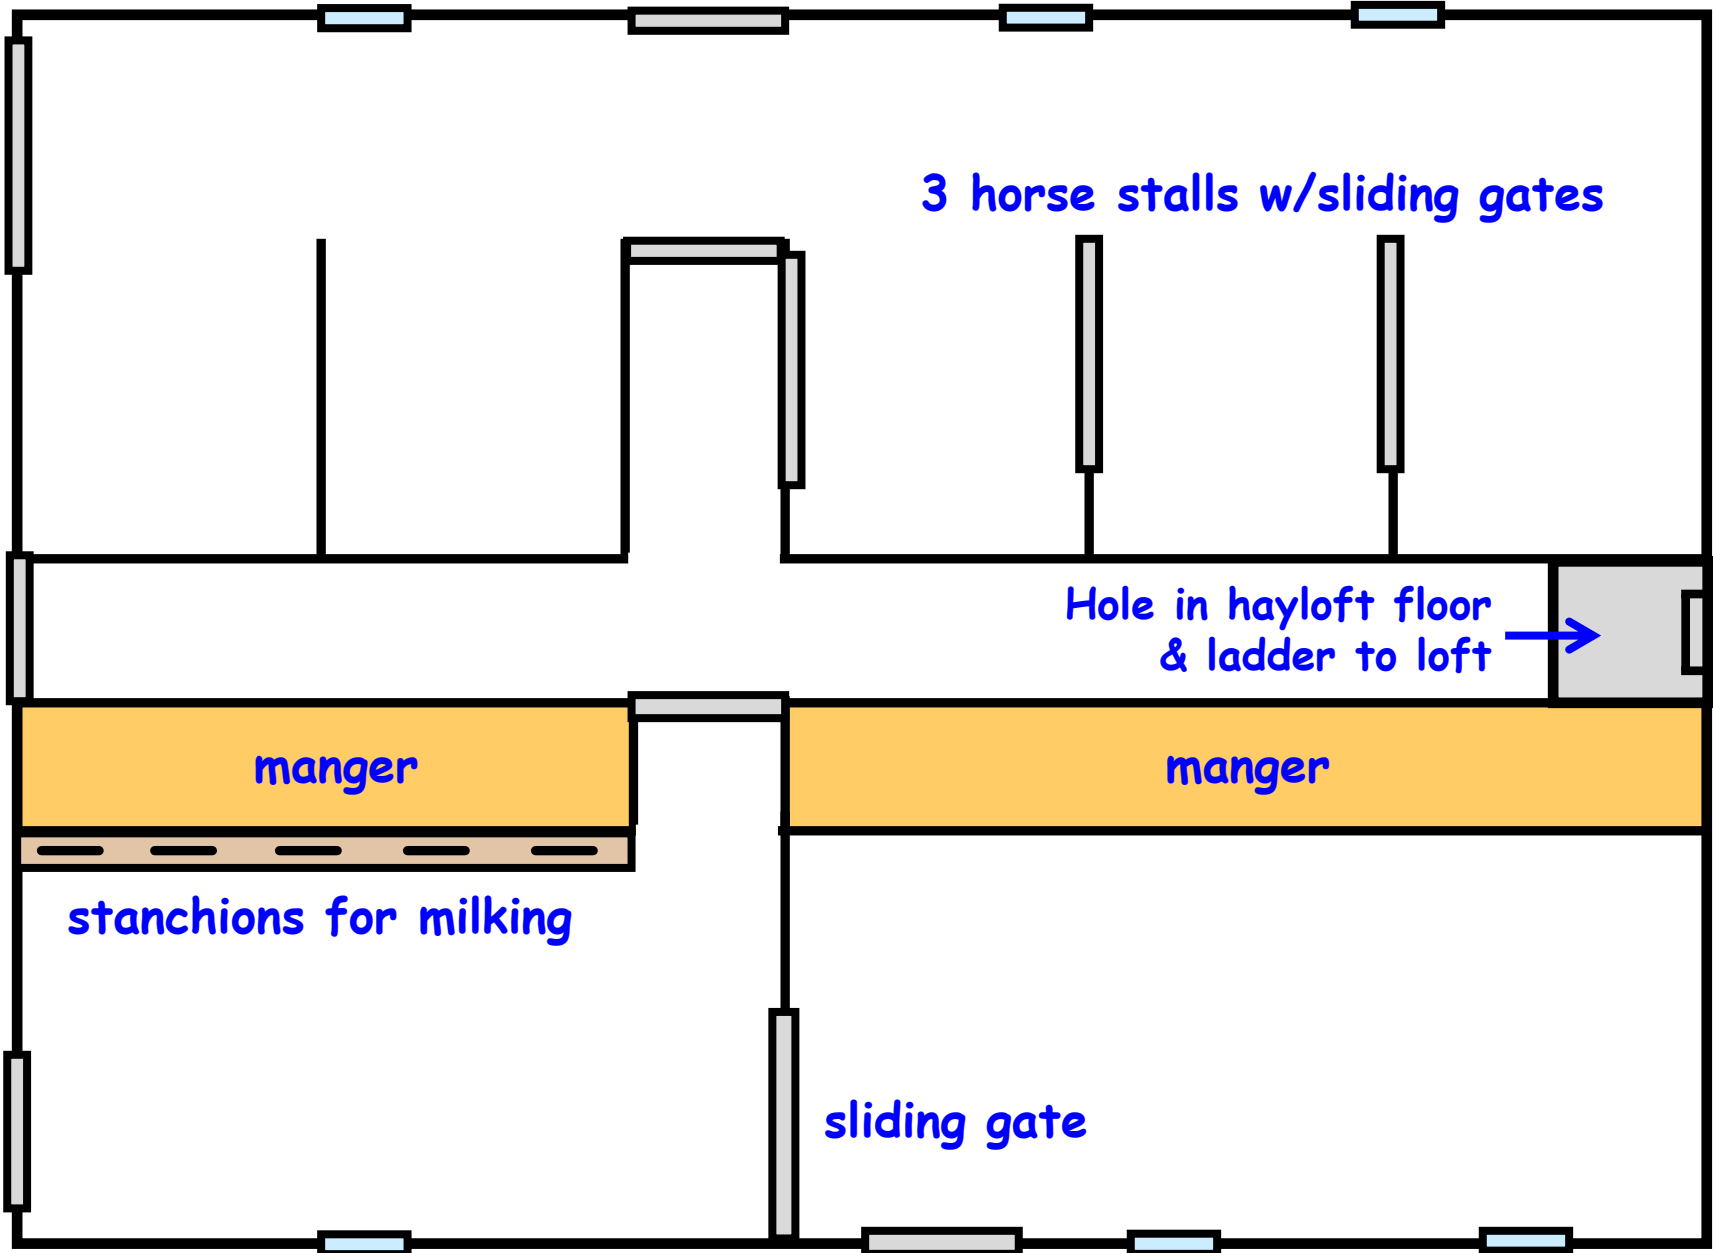 3 horse stalls w/sliding gates
Hole in hayloft floor
& ladder to loft
manger
manger
stanchions for milking
sliding gate